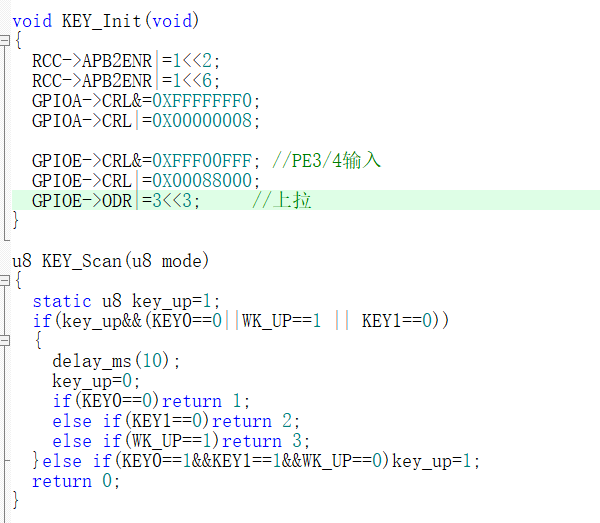 void KEY_Init(void)
{
  RCC->APB2ENR|=1<<2;
  RCC->APB2ENR|=1<<6;
  GPIOA->CRL&=0XFFFFFFF0;
  GPIOA->CRL|=0X00000008;

  GPIOE->CRL&=0XFFF00FFF; //PE3/4输入
  GPIOE->CRL|=0X00088000;
  GPIOE->ODR|=3<<3;     //上拉
}

u8 KEY_Scan(u8 mode)
{
  static u8 key_up=1;
  if(key_up&&(KEY0==0||WK_UP==1 || KEY1==0))
  {
    delay_ms(10);
    key_up=0;
    if(KEY0==0)return 1;
    else if(KEY1==0)return 2;
    else if(WK_UP==1)return 3;
  }else if(KEY0==1&&KEY1==1&&WK_UP==0)key_up=1;
  return 0;
}